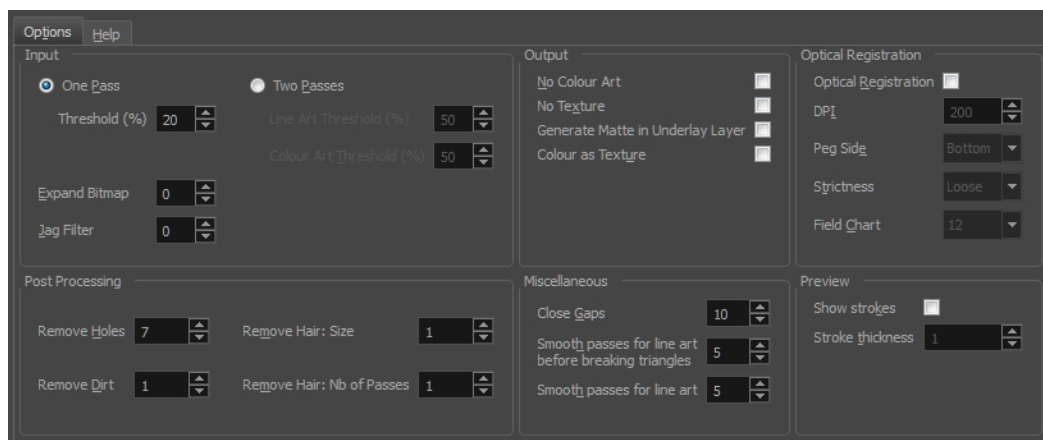 Options Help
Input
One Pass Two Passes
Threshold (%) 20 Line Art Threshold (%) 50
Colour Art Threshold (%) 50
Expand Bitmap 0
Jag Filter 0
Output
No Colour Art
No Texture
Generate Matte in Underlay Layer
Colour as Texture
Optical Registration
Optical Registration
DPI 200
Peg Side Bottom
Strictness Loose
Field Chart 12
Post Processing
Remove Holes 7 Remove Hair: Size 1
Remove Dirt 1 Remove Hair: Nb of Passes 1
Miscellaneous
Close Gaps 10
Smooth passes for line art
before breaking triangles 5
Smooth passes for line art 5
Preview
Show strokes
Stroke thickness 1